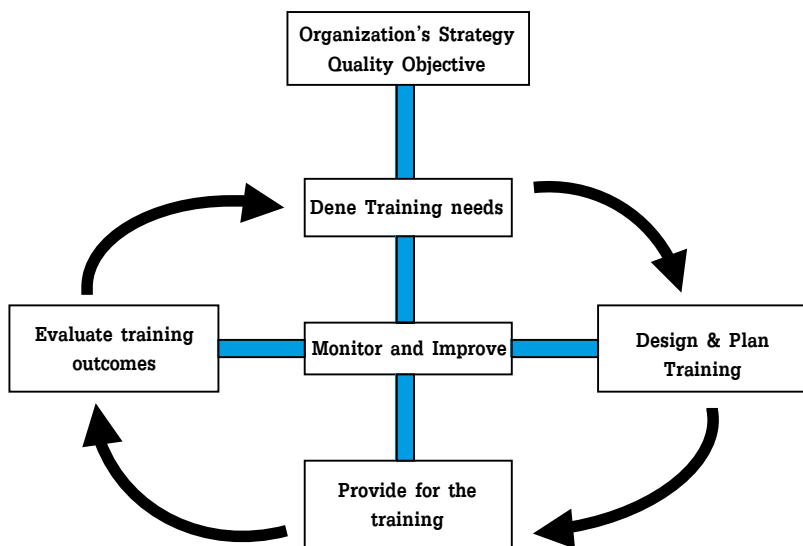 Organization’s Strategy
Quality Objective
Dene Training needs
Evaluate training
outcomes
Monitor and Improve
Design & Plan
Training
Provide for the
training